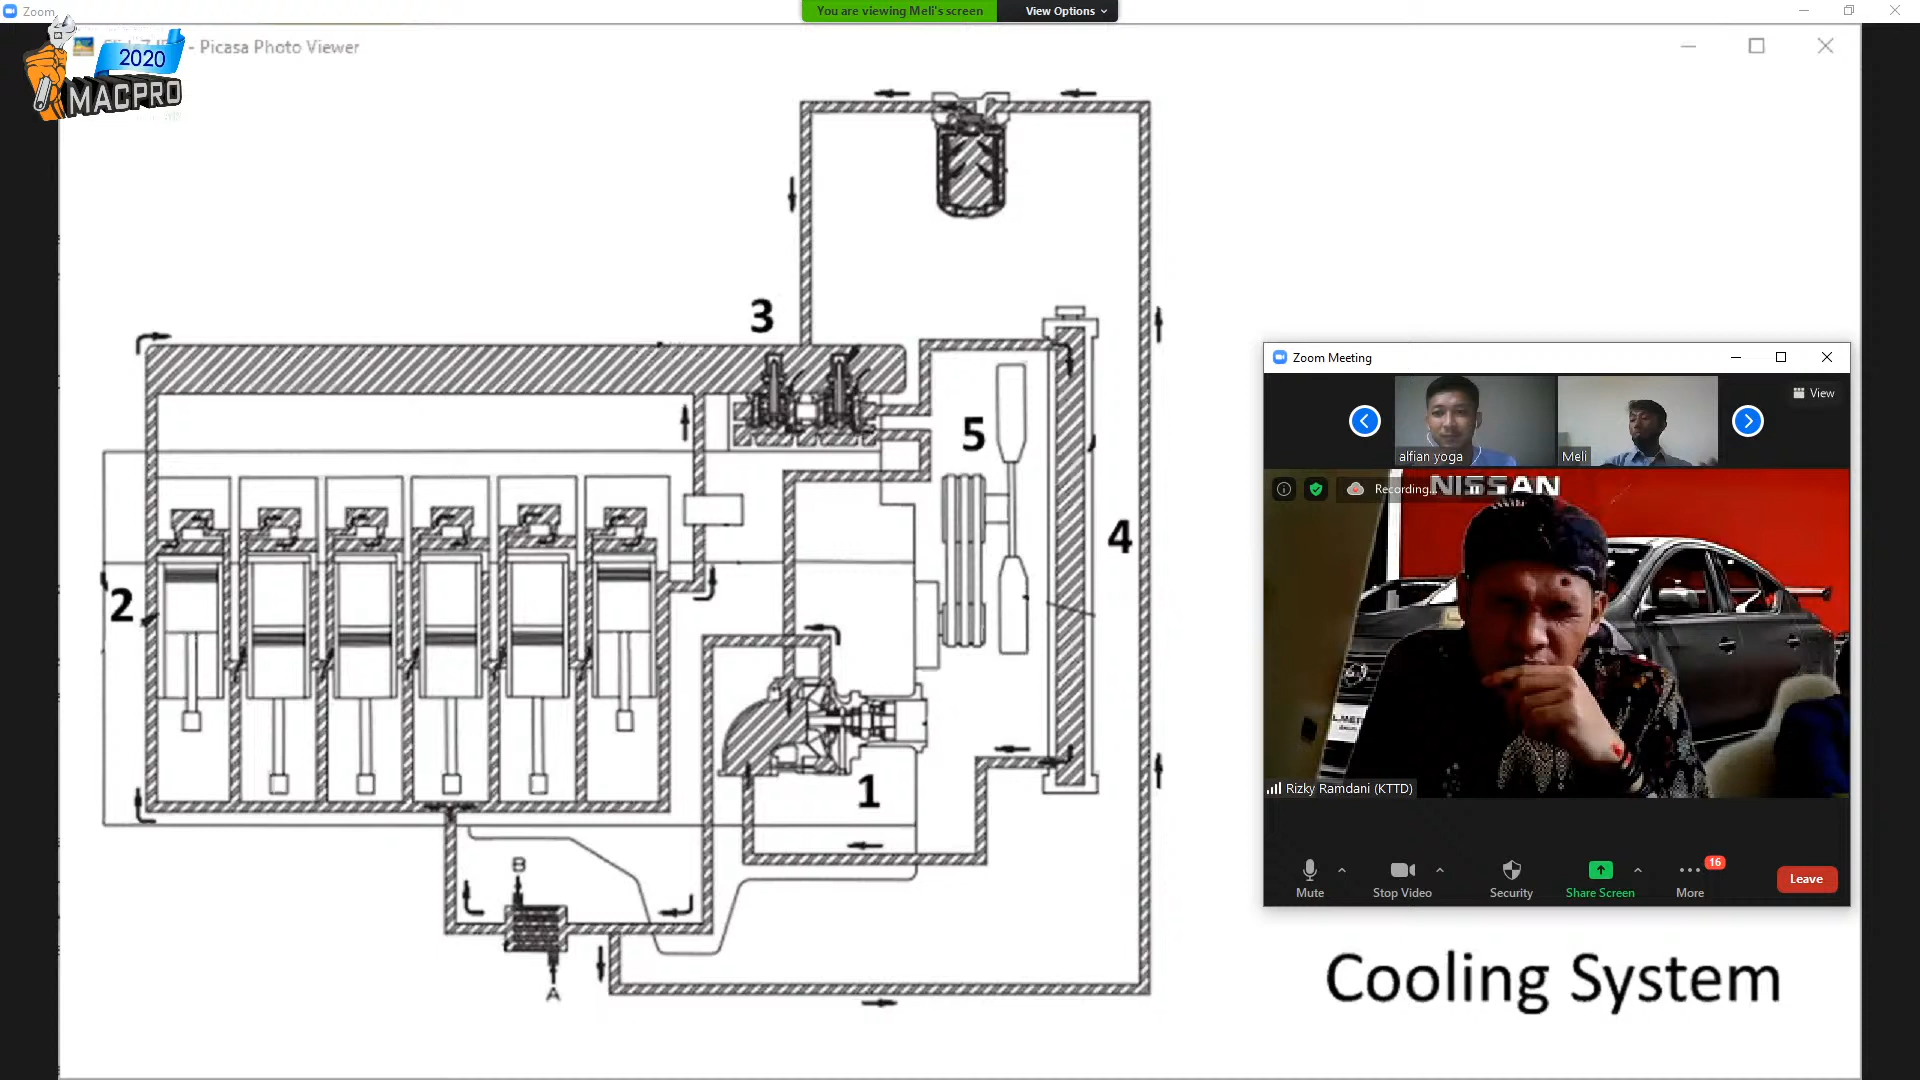 Zoom
You are viewing Meli's screen
View Options
- Picasa Photo Viewer
2020
MACPRO
3
5
4
2
1
B
A
Cooling System
Zoom Meeting
View
alfian yoga
Meli
Recording...
NISSAN
Rizky Ramdani (KTTD)
Mute
Stop Video
Security
Share Screen
More
16
Leave